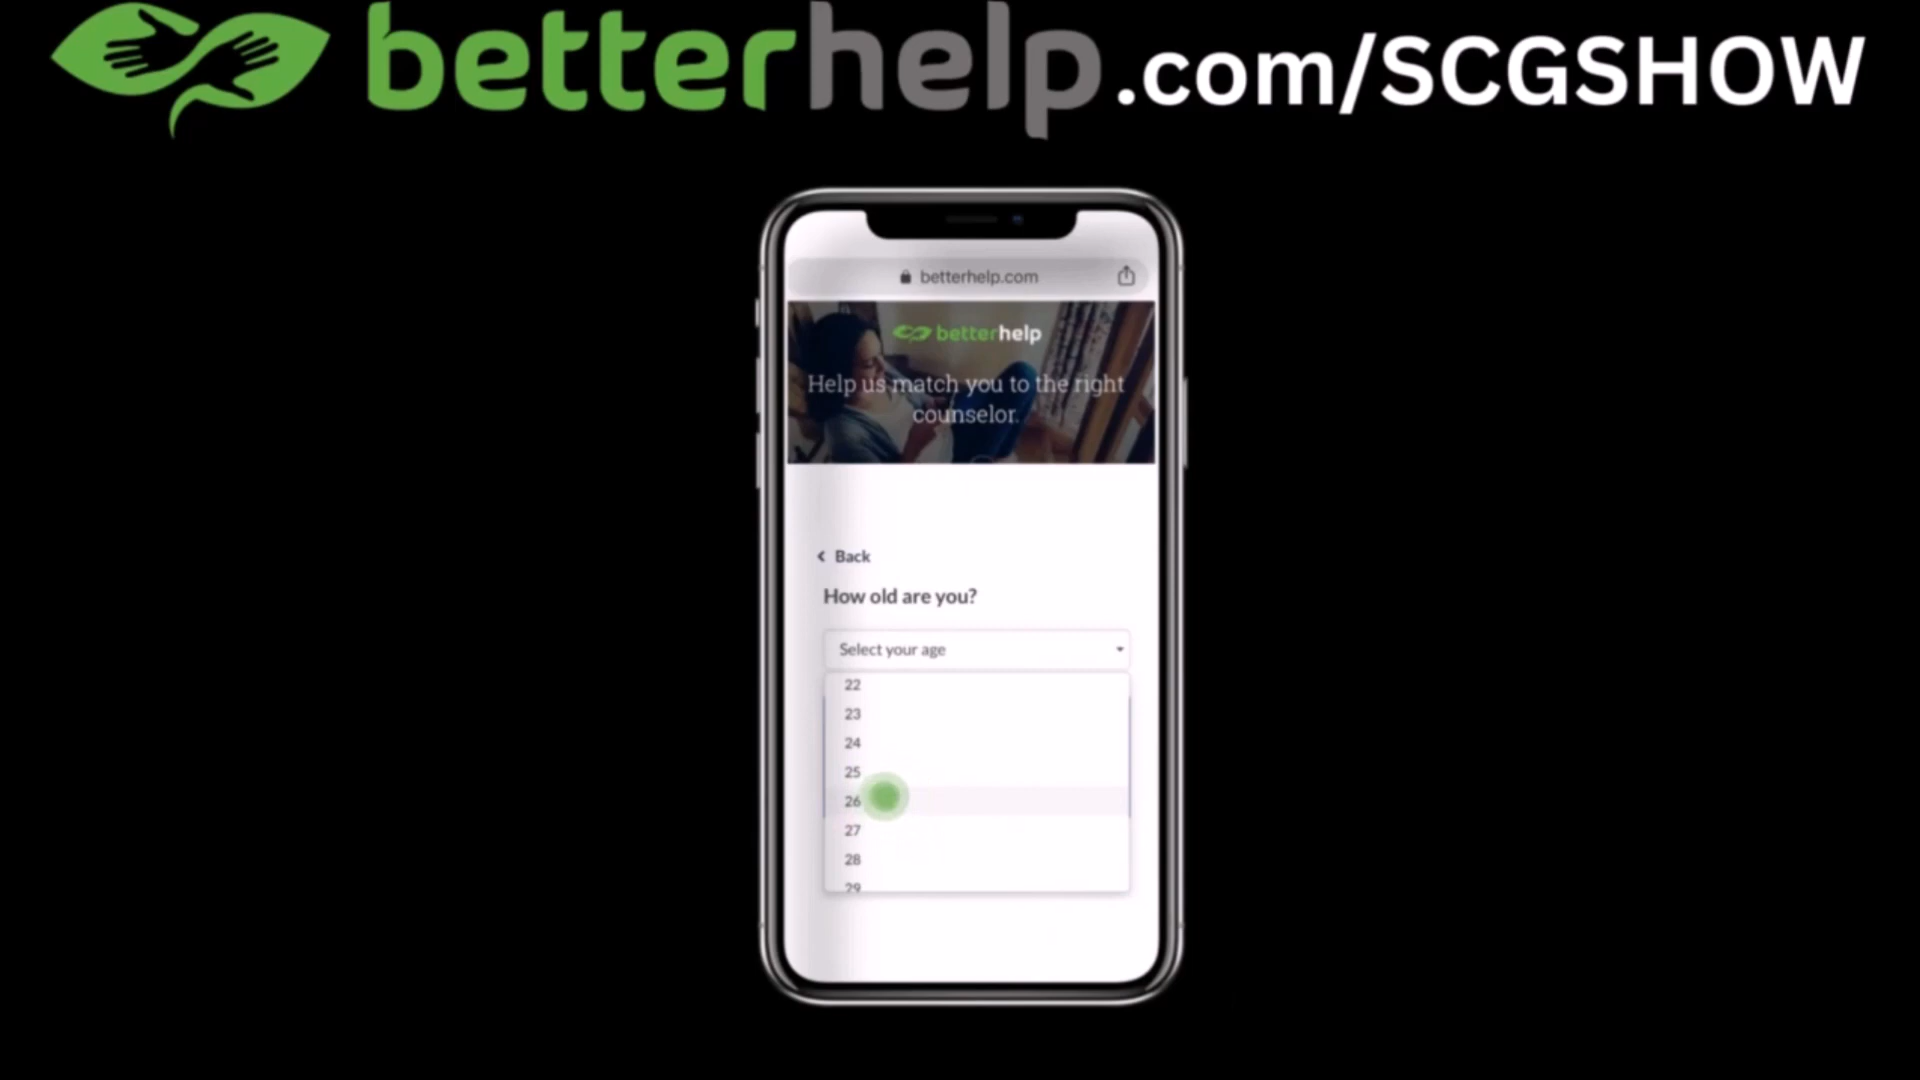 betterhelp.com/SCGSHOW
betterhelp.com
betterhelp
Help us match you to the right
counselor.
Back
How old are you?
Select your age
22
23
24
25
26
27
28
29